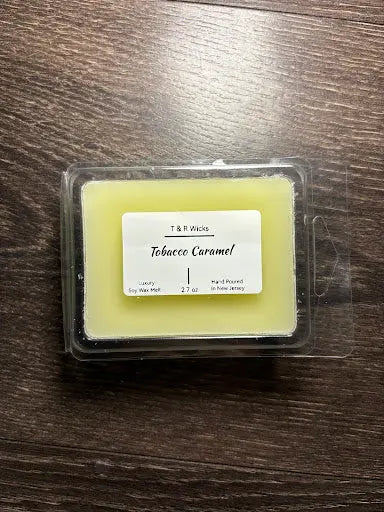 T & R Wicks
Tobacco Caramel
Luxury
Soy Wax Melt
2.7 oz
Hand Poured
In New Jersey